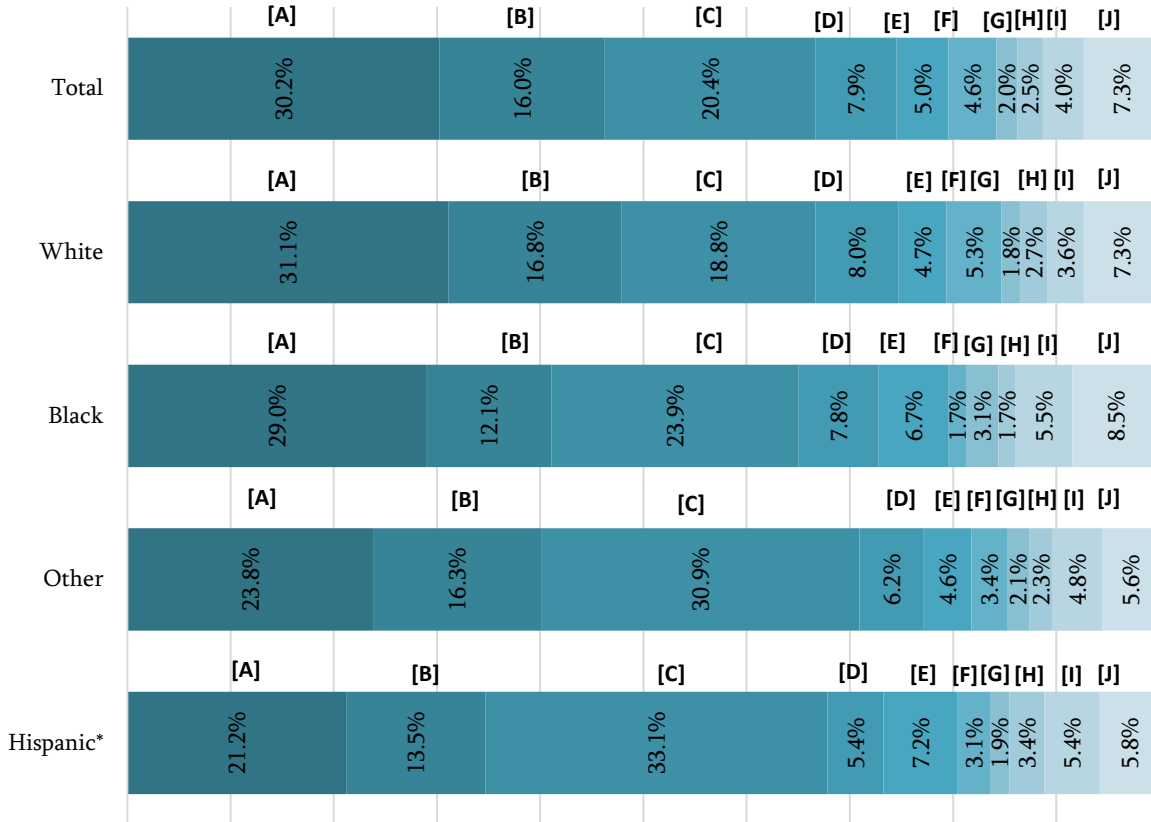 [A] [B] [C] [D] [E] [F] [G] [H] [I] [J]
Total 30.2% 16.0% 20.4% 7.9% 5.0% 4.6% 2.0% 2.5% 4.0% 7.3%
[A] [B] [C] [D] [E] [F] [G] [H] [I] [J]
White 31.1% 16.8% 18.8% 8.0% 4.7% 5.3% 1.8% 2.7% 3.6% 7.3%
[A] [B] [C] [D] [E] [F] [G] [H] [I] [J]
Black 29.0% 12.1% 23.9% 7.8% 6.7% 1.7% 3.1% 1.7% 5.5% 8.5%
[A] [B] [C] [D] [E] [F] [G] [H] [I] [J]
Other 23.8% 16.3% 30.9% 6.2% 4.6% 3.4% 2.1% 2.3% 4.8% 5.6%
[A] [B] [C] [D] [E] [F] [G] [H] [I] [J]
Hispanic* 21.2% 13.5% 33.1% 5.4% 7.2% 3.1% 1.9% 3.4% 5.4% 5.8%